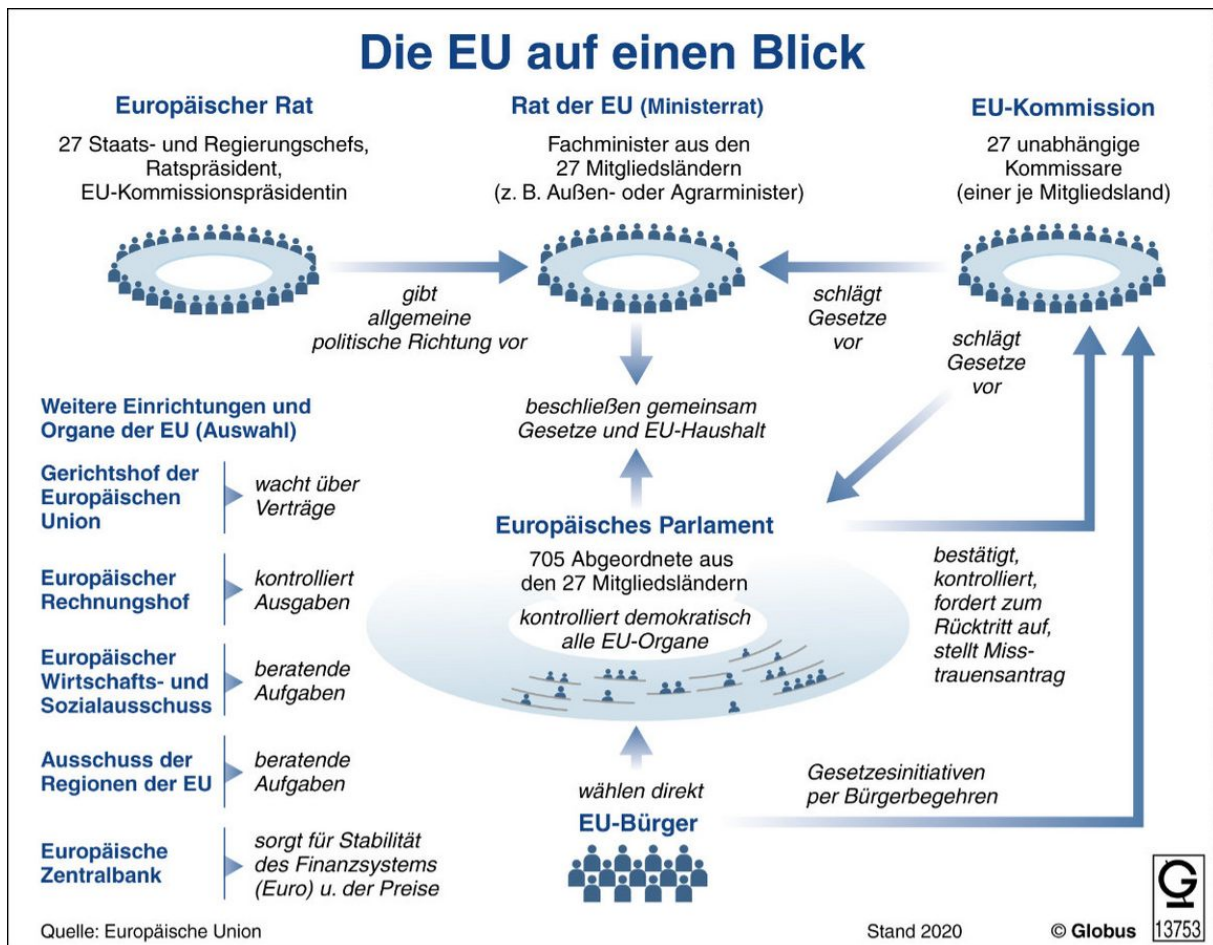 Die EU auf einen Blick
Europäischer Rat
27 Staats- und Regierungschefs,
Ratspräsident,
EU-Kommissionspräsidentin
Rat der EU (Ministerrat)
Fachminister aus den
27 Mitgliedsländern
(z. B. Außen- oder Agrarminister)
EU-Kommission
27 unabhängige
Kommissare
(einer je Mitgliedsland)
gibt
allgemeine
politische Richtung vor
schlägt
Gesetze
vor
schlägt
Gesetze
vor
beschließen gemeinsam
Gesetze und EU-Haushalt
Weitere Einrichtungen und
Organe der EU (Auswahl)
Gerichtshof der
Europäischen
Union
wacht über
Verträge
Europäischer
Rechnungshof
kontrolliert
Ausgaben
Europäischer
Wirtschafts- und
Sozialausschuss
beratende
Aufgaben
Ausschuss der
Regionen der EU
beratende
Aufgaben
Europäische
Zentralbank
sorgt für Stabilität
des Finanzsystems
(Euro) u. der Preise
Europäisches Parlament
705 Abgeordnete aus
den 27 Mitgliedsländern
kontrolliert demokratisch
alle EU-Organe
bestätigt,
kontrolliert,
fordert zum
Rücktritt auf,
stellt Miss-
trauensantrag
wählen direkt
EU-Bürger
Gesetzesinitiativen
per Bürgerbegehren
Quelle: Europäische Union
Stand 2020
© Globus
G
13753